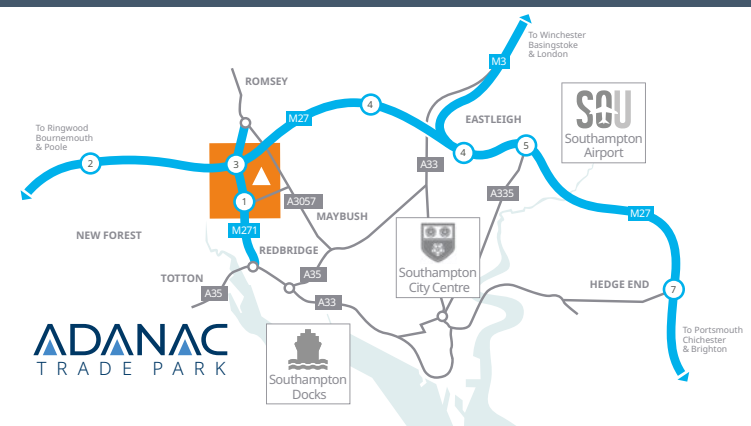 To Winchester
Basingstoke
& London
M3
ROMSEY
SOU
Southampton
Airport
4
M27
EASTLEIGH
To Ringwood
Bournemouth
& Poole
5
4
2
3
A33
A335
1
A3057
MAYBUSH
M27
M271
NEW FOREST
REDBRIDGE
Southampton
City Centre
TOTTON
A35
A35
A33
HEDGE END
7
ADANAC
TRADE PARK
To Portsmouth
Chichester
& Brighton
Southampton
Docks